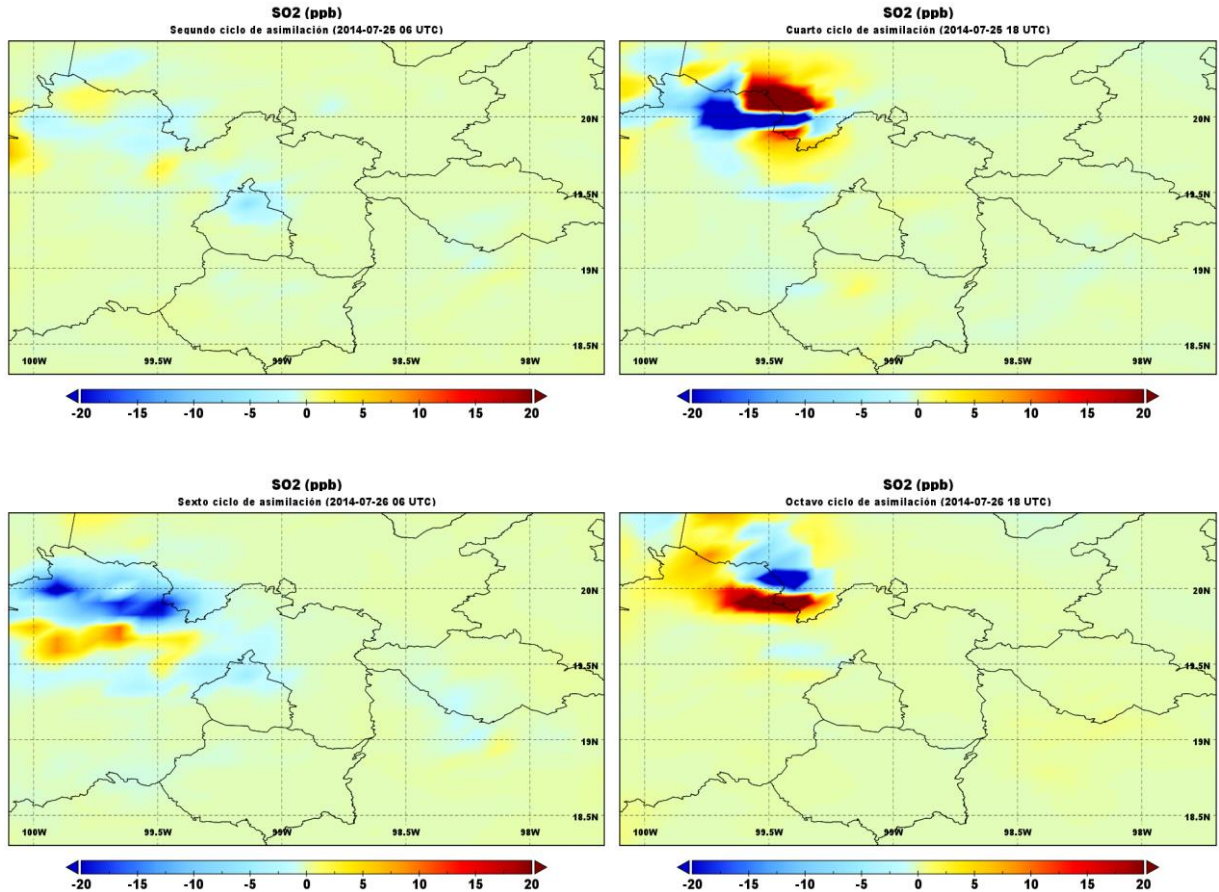 SO2 (ppb)
Segundo ciclo de asimilación (2014-07-25 06 UTC)
20N
19.5N
19N
18.5N
100W 99.5W 99W 98.5W 98W
-20 -15 -10 -5 0 5 10 15 20
SO2 (ppb)
Cuarto ciclo de asimilación (2014-07-25 18 UTC)
20N
19.5N
19N
18.5N
100W 99.5W 99W 98.5W 98W
-20 -15 -10 -5 0 5 10 15 20
SO2 (ppb)
Sexto ciclo de asimilación (2014-07-26 06 UTC)
20N
19.5N
19N
18.5N
100W 99.5W 99W 98.5W 98W
-20 -15 -10 -5 0 5 10 15 20
SO2 (ppb)
Octavo ciclo de asimilación (2014-07-26 18 UTC)
20N
19.5N
19N
18.5N
100W 99.5W 99W 98.5W 98W
-20 -15 -10 -5 0 5 10 15 20